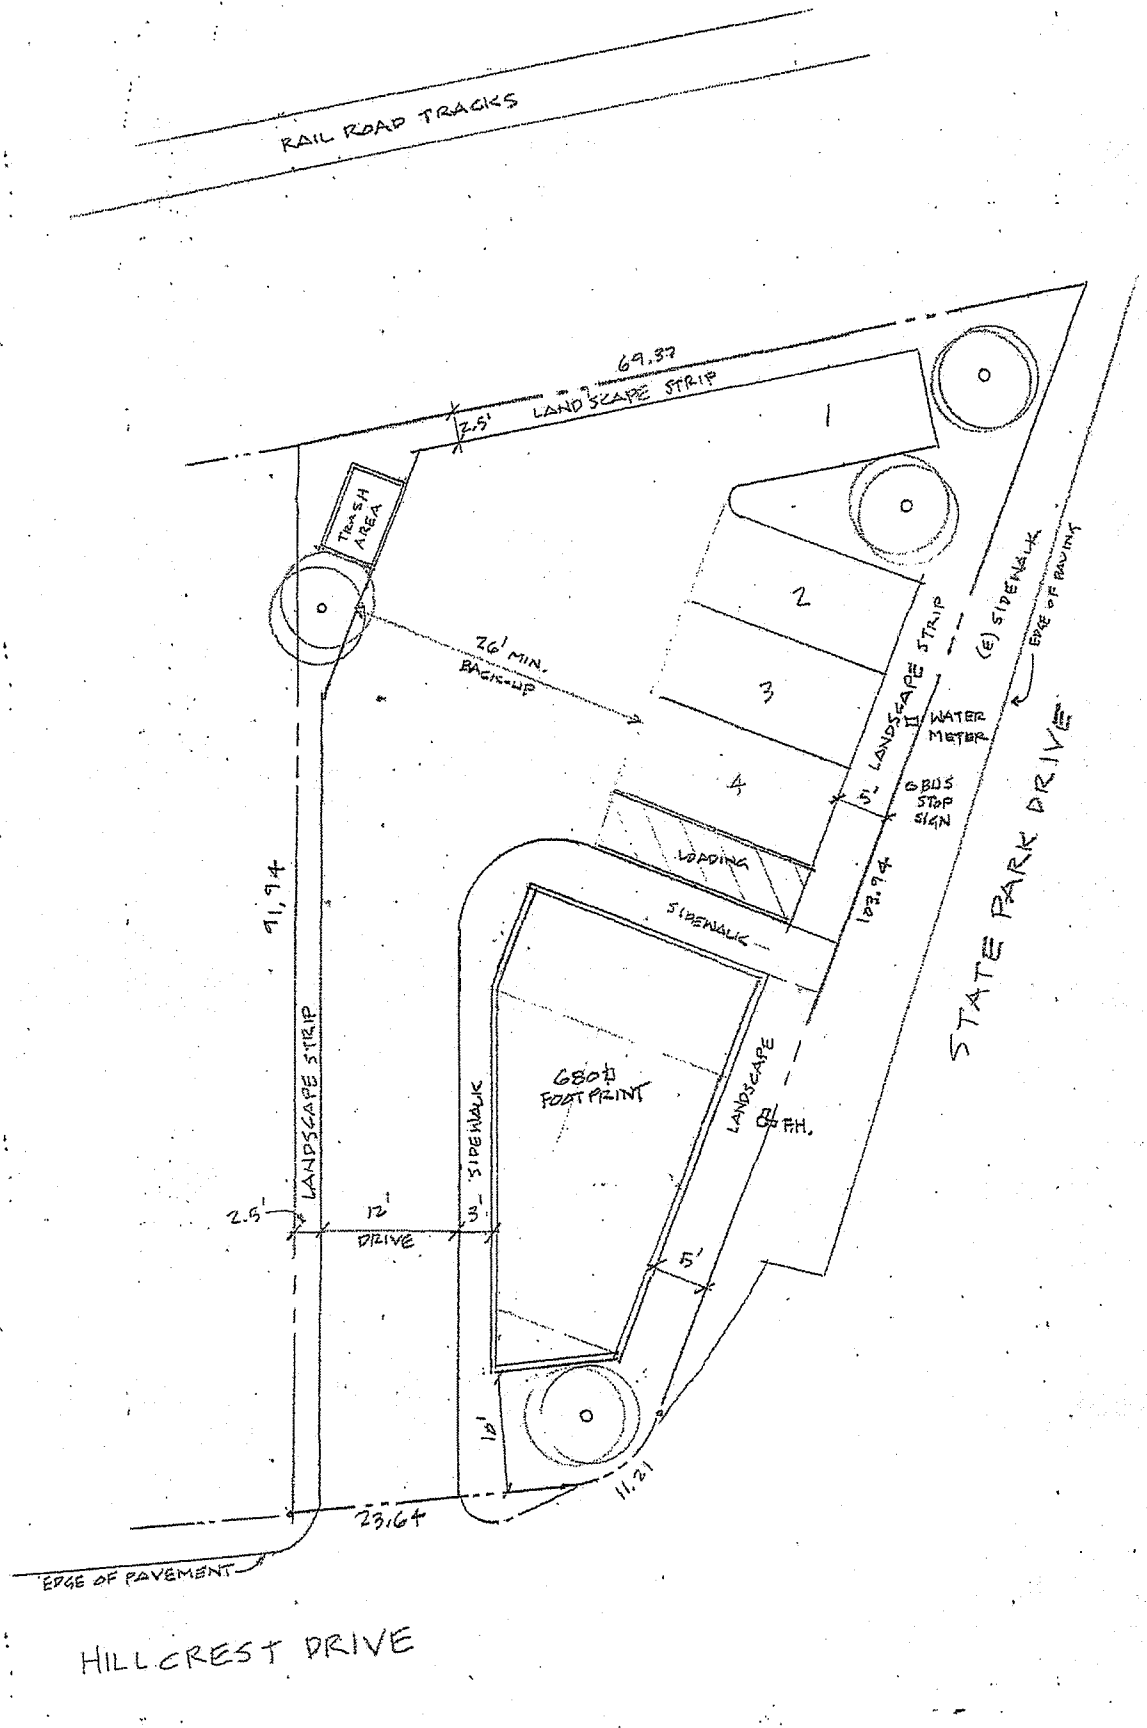 RAIL ROAD TRACKS
69.37
LANDSCAPE STRIP
2.5'
1
TRASH
AREA
2
3
4
26' MIN.
BACK-UP
LANDSCAPE STRIP
(E) SIDEWALK
EDGE OF PAVING
WATER
METER
5'
BUS
STOP
SIGN
STATE PARK DRIVE
LOADING
SIDEWALK
103.94
91.94
LANDSCAPE STRIP
SIDEWALK
680
FOOTPRINT
LANDSCAPE
F.H.
2.5'
12'
DRIVE
3'
5'
10'
11.21
23.64
EDGE OF PAVEMENT
HILLCREST DRIVE